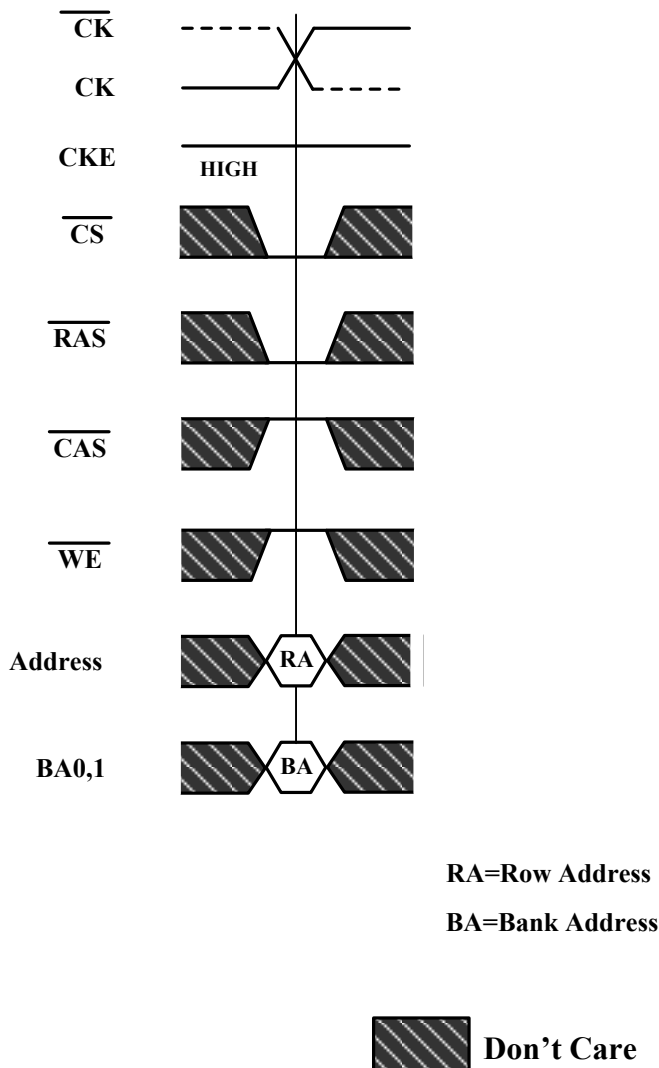 CK
CK
CKE
HIGH
CS
RAS
CAS
WE
Address
RA
BA0,1
BA
RA=Row Address
BA=Bank Address
Don't Care